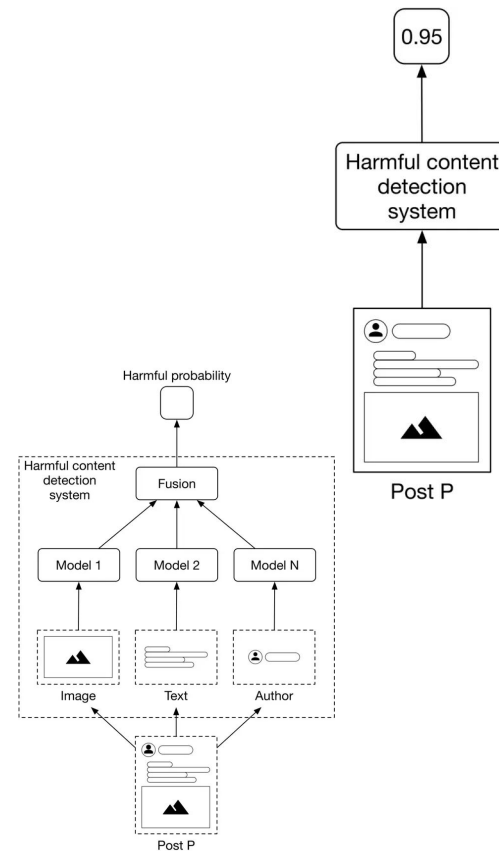 0.95
Harmful content
detection
system
Post P
Harmful probability
Harmful content
detection
system
Fusion
Model 1
Model 2
Model N
Image
Text
Author
Post P